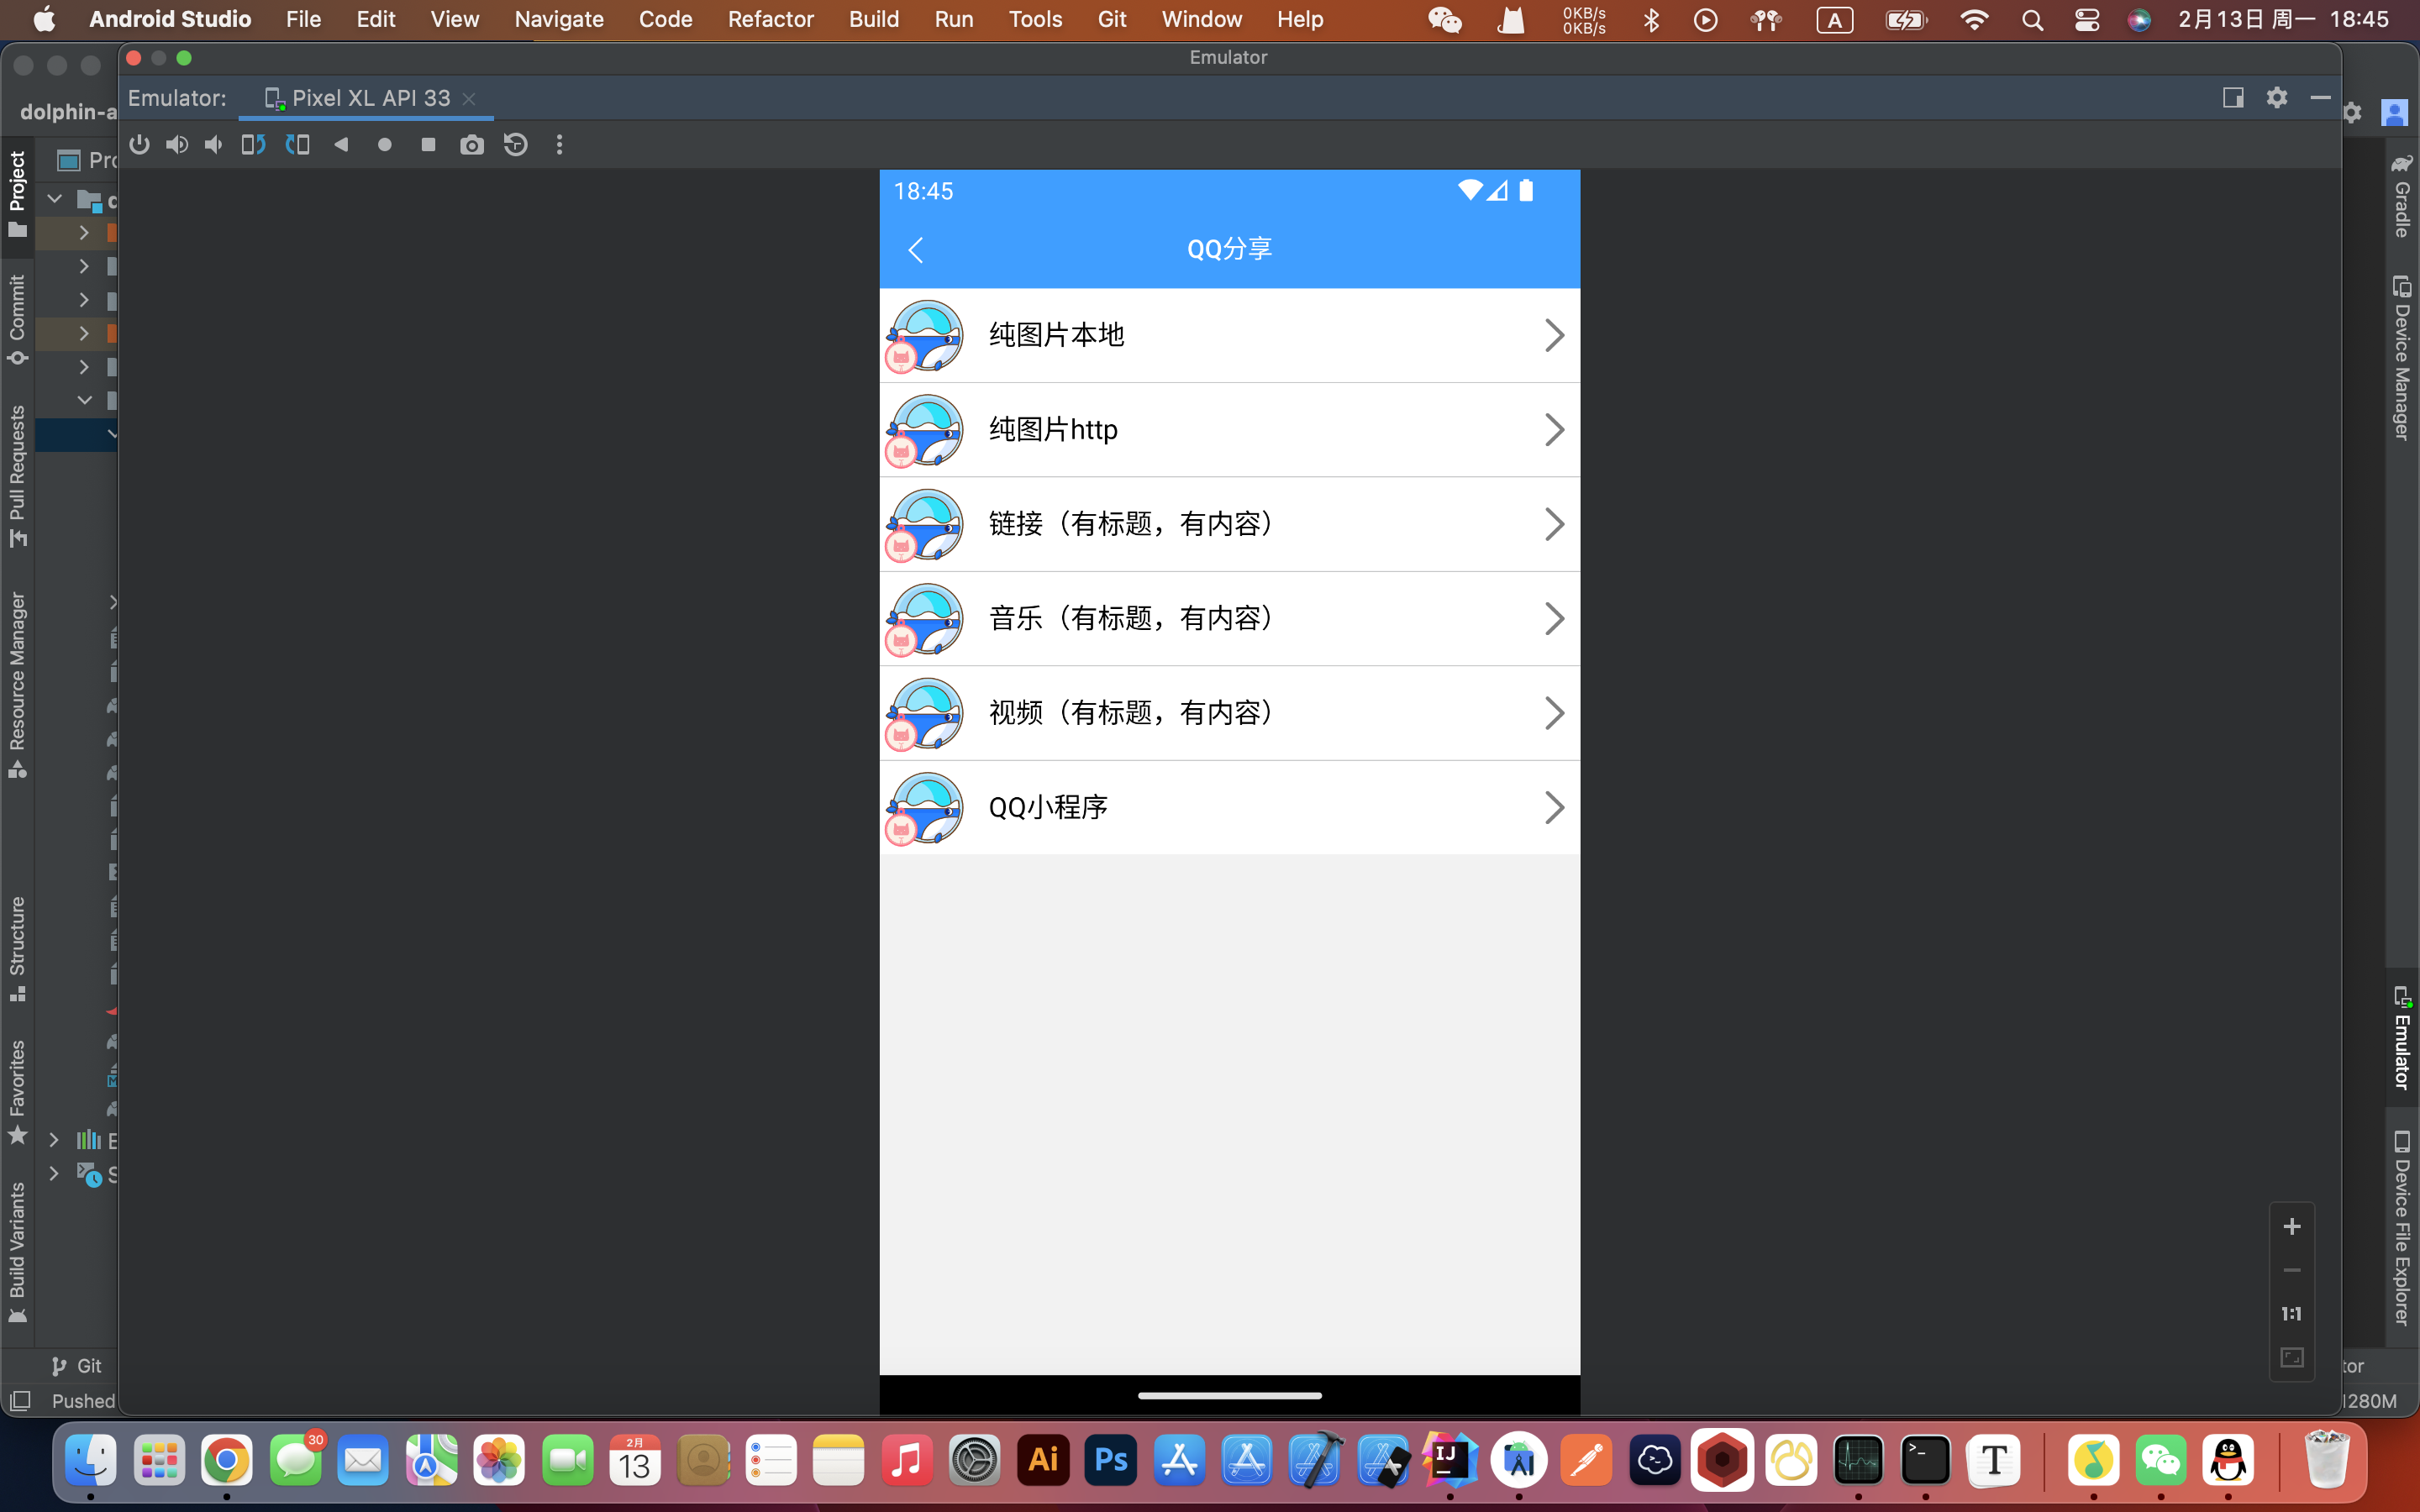 Android Studio File Edit View Navigate Code Refactor Build Run Tools Git Window Help 0KB/s 0KB/s A 2月13日 周一 18:45
Emulator
dolphin-a
Emulator: Pixel XL API 33
Project
Commit
Pull Requests
Resource Manager
Structure
Favorites
Build Variants
18:45
QQ分享
纯图片本地
纯图片http
链接（有标题，有内容）
音乐（有标题，有内容）
视频（有标题，有内容）
QQ小程序
Gradle
Device Manager
Emulator
Device File Explorer
1:1
Git
Pushed
1280M
30
2月
13
Ai
Ps
IJ
T